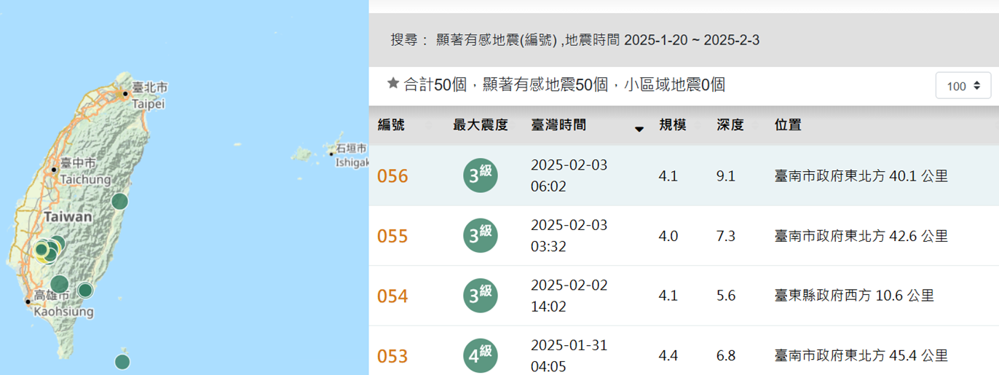 臺北市
Taipei
石垣市
Ishigak
臺中市
Taichung
Taiwan
高雄市
Kaohsiung
搜尋： 顯著有感地震(編號) ,地震時間 2025-1-20 ~ 2025-2-3
★ 合計50個，顯著有感地震50個，小區域地震0個
100
編號 最大震度 臺灣時間 規模 深度 位置
056 3級 2025-02-03 06:02 4.1 9.1 臺南市政府東北方 40.1 公里
055 3級 2025-02-03 03:32 4.0 7.3 臺南市政府東北方 42.6 公里
054 3級 2025-02-02 14:02 4.1 5.6 臺東縣政府西方 10.6 公里
053 4級 2025-01-31 04:05 4.4 6.8 臺南市政府東北方 45.4 公里